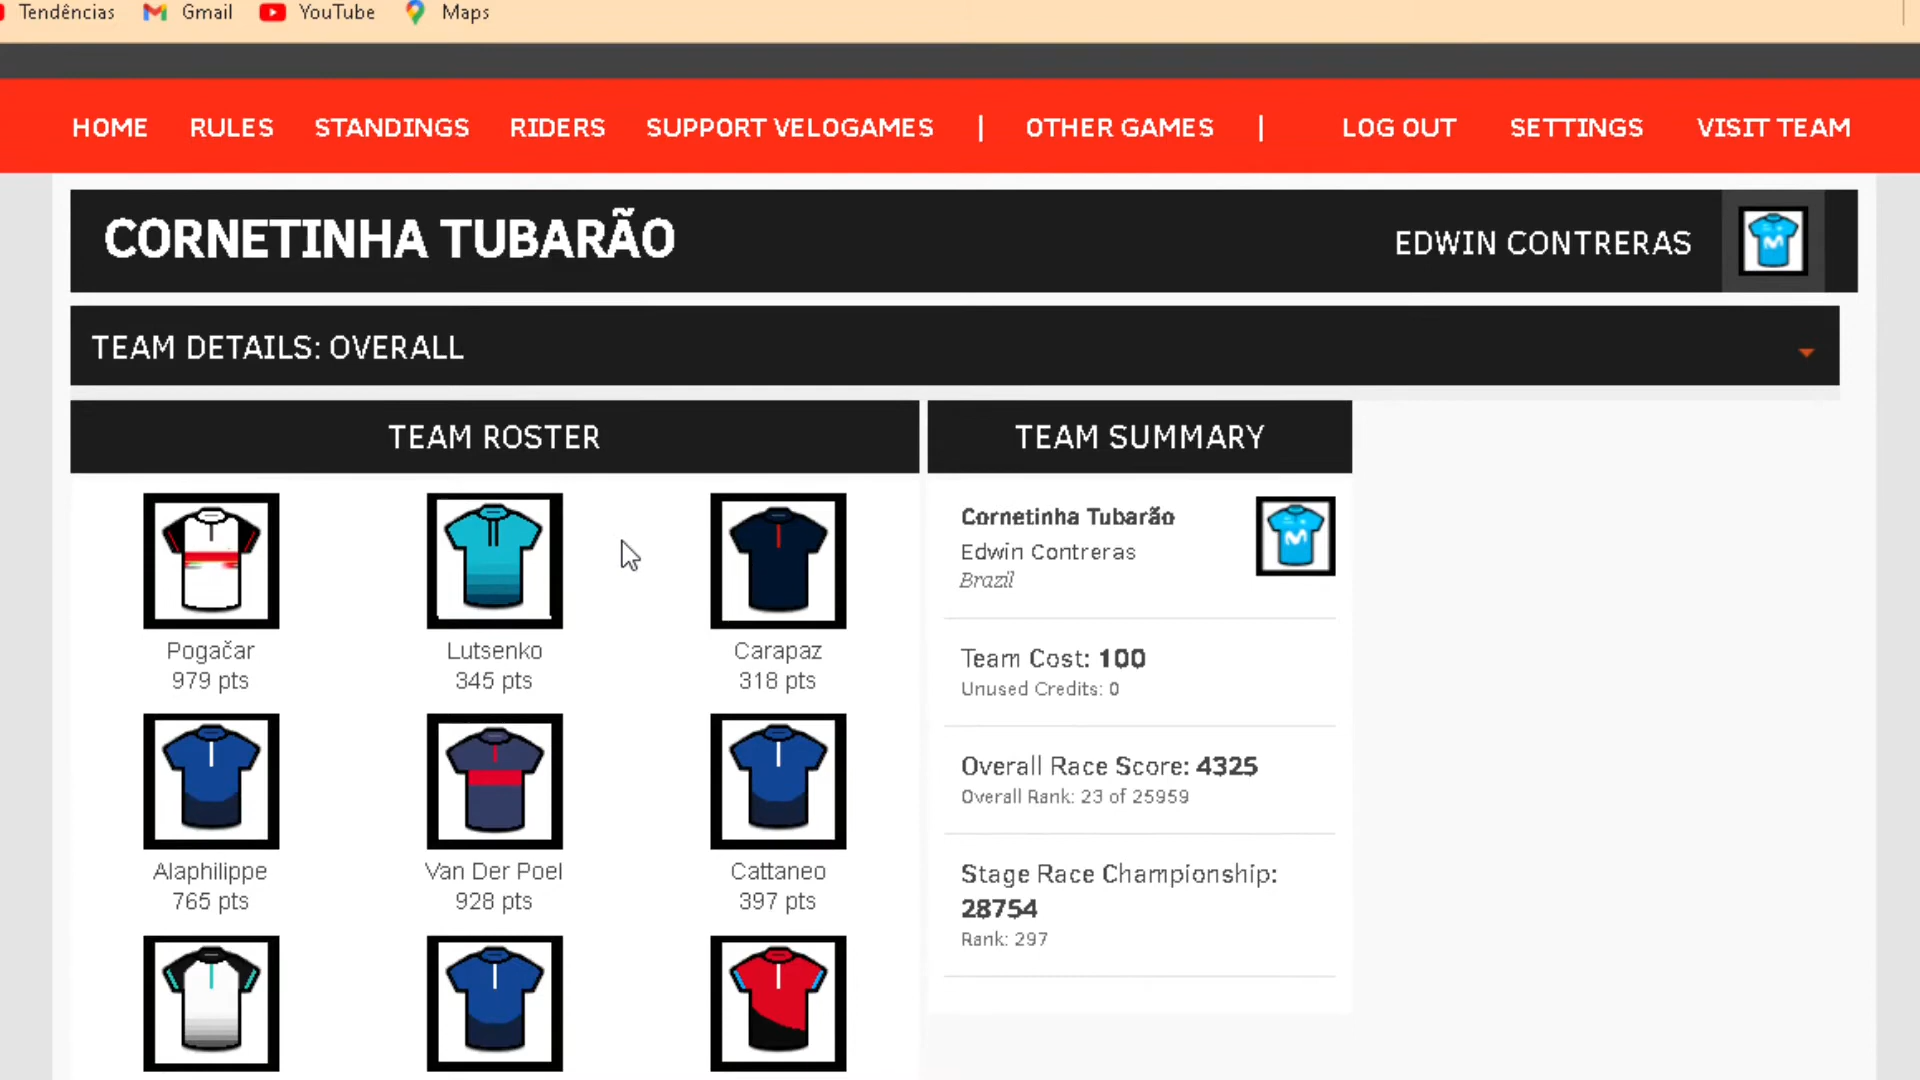 Tendências Gmail YouTube Maps
HOME RULES STANDINGS RIDERS SUPPORT VELOGAMES | OTHER GAMES | LOG OUT SETTINGS VISIT TEAM
CORNETINHA TUBARÃO EDWIN CONTRERAS
TEAM DETAILS: OVERALL
TEAM ROSTER
Pogačar Lutsenko Carapaz
979 pts 345 pts 318 pts
Alaphilippe Van Der Poel Cattaneo
765 pts 928 pts 397 pts
TEAM SUMMARY
Cornetinha Tubarão
Edwin Contreras
Brazil
Team Cost: 100
Unused Credits: 0
Overall Race Score: 4325
Overall Rank: 23 of 25959
Stage Race Championship:
28754
Rank: 297